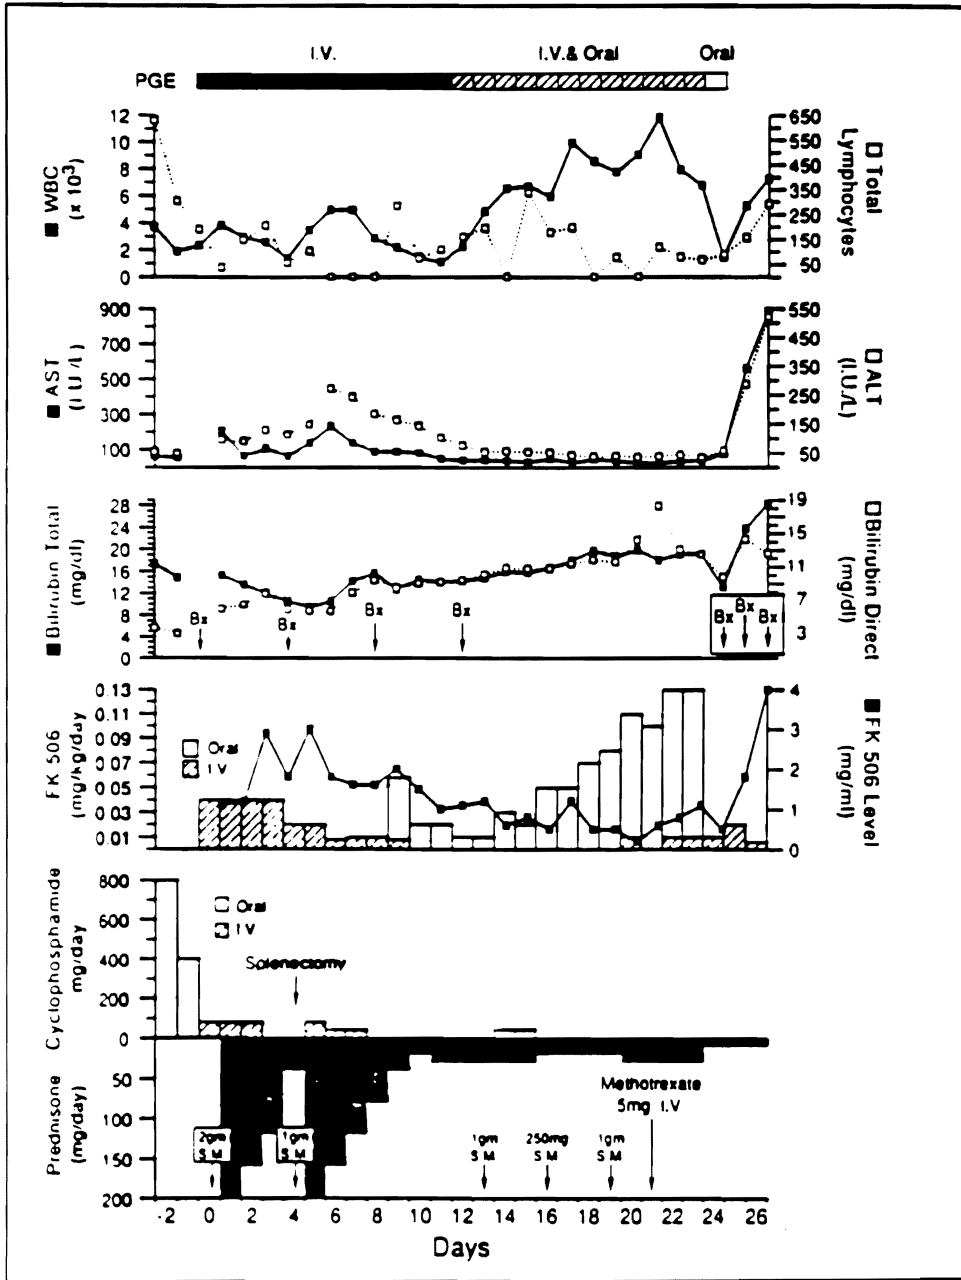 I.V. I.V.& Oral Oral
PGE
12
10
8
6
4
2
0
■ WBC
(x 10³)
650
550
450
350
250
150
50
□ Total
Lymphocytes
900
700
500
300
100
■ AST
(I.U./L)
550
450
350
250
150
50
□ ALT
(I.U./L)
28
24
20
16
12
8
4
0
■ Bilirubin Total
(mg/dl)
Bx Bx Bx Bx Bx Bx Bx
19
15
11
7
3
□ Bilirubin Direct
(mg/dl)
0.13
0.11
0.09
0.07
0.05
0.03
0.01
FK 506
(mg/kg/day
□ Oral
I.V
4
3
2
1
0
■ FK 506 Level
(mg/ml)
800
600
400
200
0
Cyclophosphamide
mg/day
□ Oral
I.V
Splenectomy
50
100
150
200
Prednisone
(mg/day)
2gm
S.M
1gm
S.M
1gm
S.M
250mg
S.M
1gm
S.M
Methotrexate
5mg I.V
-2 0 2 4 6 8 10 12 14 16 18 20 22 24 26
Days